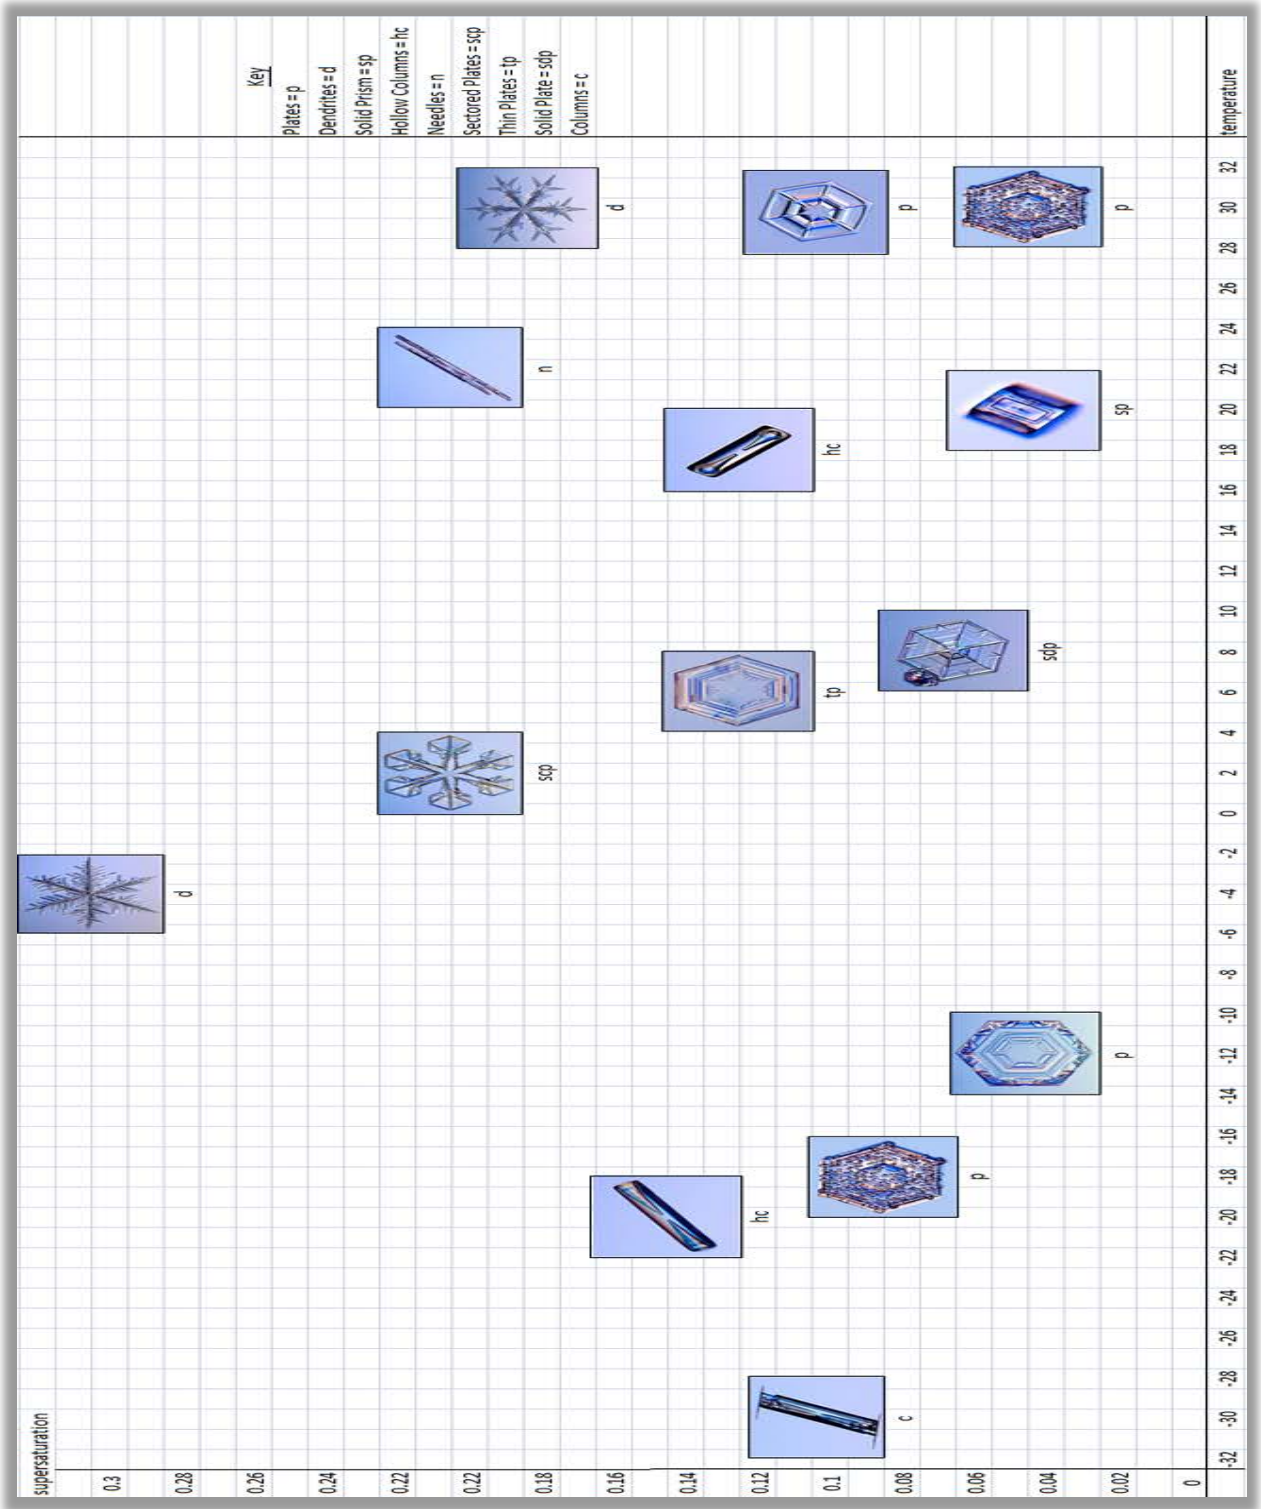 supersaturation
0.3
0.28 d
0.26 Key
Plates = p
0.24 Dendrites = d
Solid Prism = sp
0.22 Hollow Columns = hc
Needles = n
0.22 Sectored Plates = scp
Thin Plates = tp
0.18 scp n Solid Plate = sdp
Columns = c
0.16 d
0.14
0.12 hc
0.1 tp hc
0.08 c p
0.06 p
0.04 sdp
0.02 p sp p
0
-32 -30 -28 -26 -24 -22 -20 -18 -16 -14 -12 -10 -8 -6 -4 -2 0 2 4 6 8 10 12 14 16 18 20 22 24 26 28 30 32 temperature